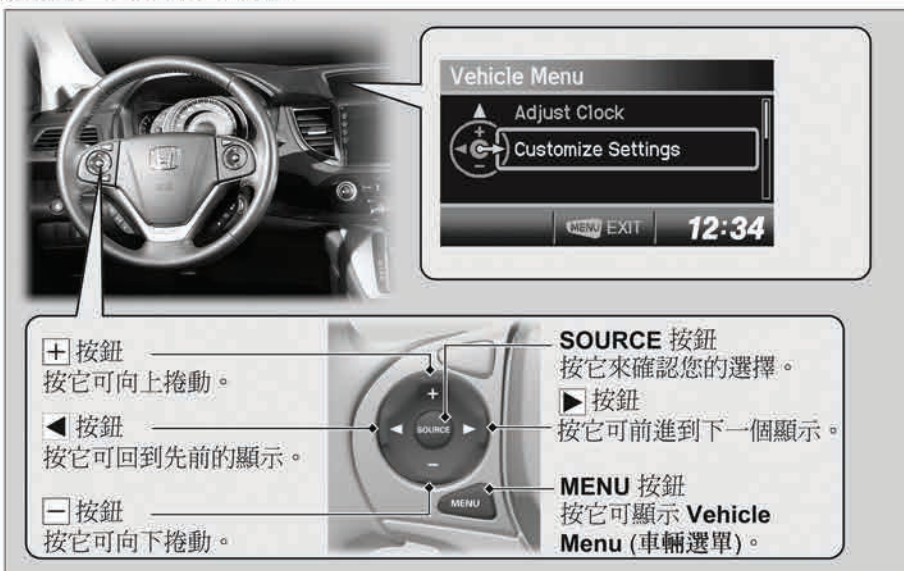 Vehicle Menu
Adjust Clock
Customize Settings
MENU EXIT 12:34
+ 按鈕
按它可向上捲動。
◀ 按鈕
按它可回到先前的顯示。
− 按鈕
按它可向下捲動。
+
SOURCE
−
MENU
SOURCE 按鈕
按它來確認您的選擇。
▶ 按鈕
按它可前進到下一個顯示。
MENU 按鈕
按它可顯示 Vehicle
Menu (車輛選單)。